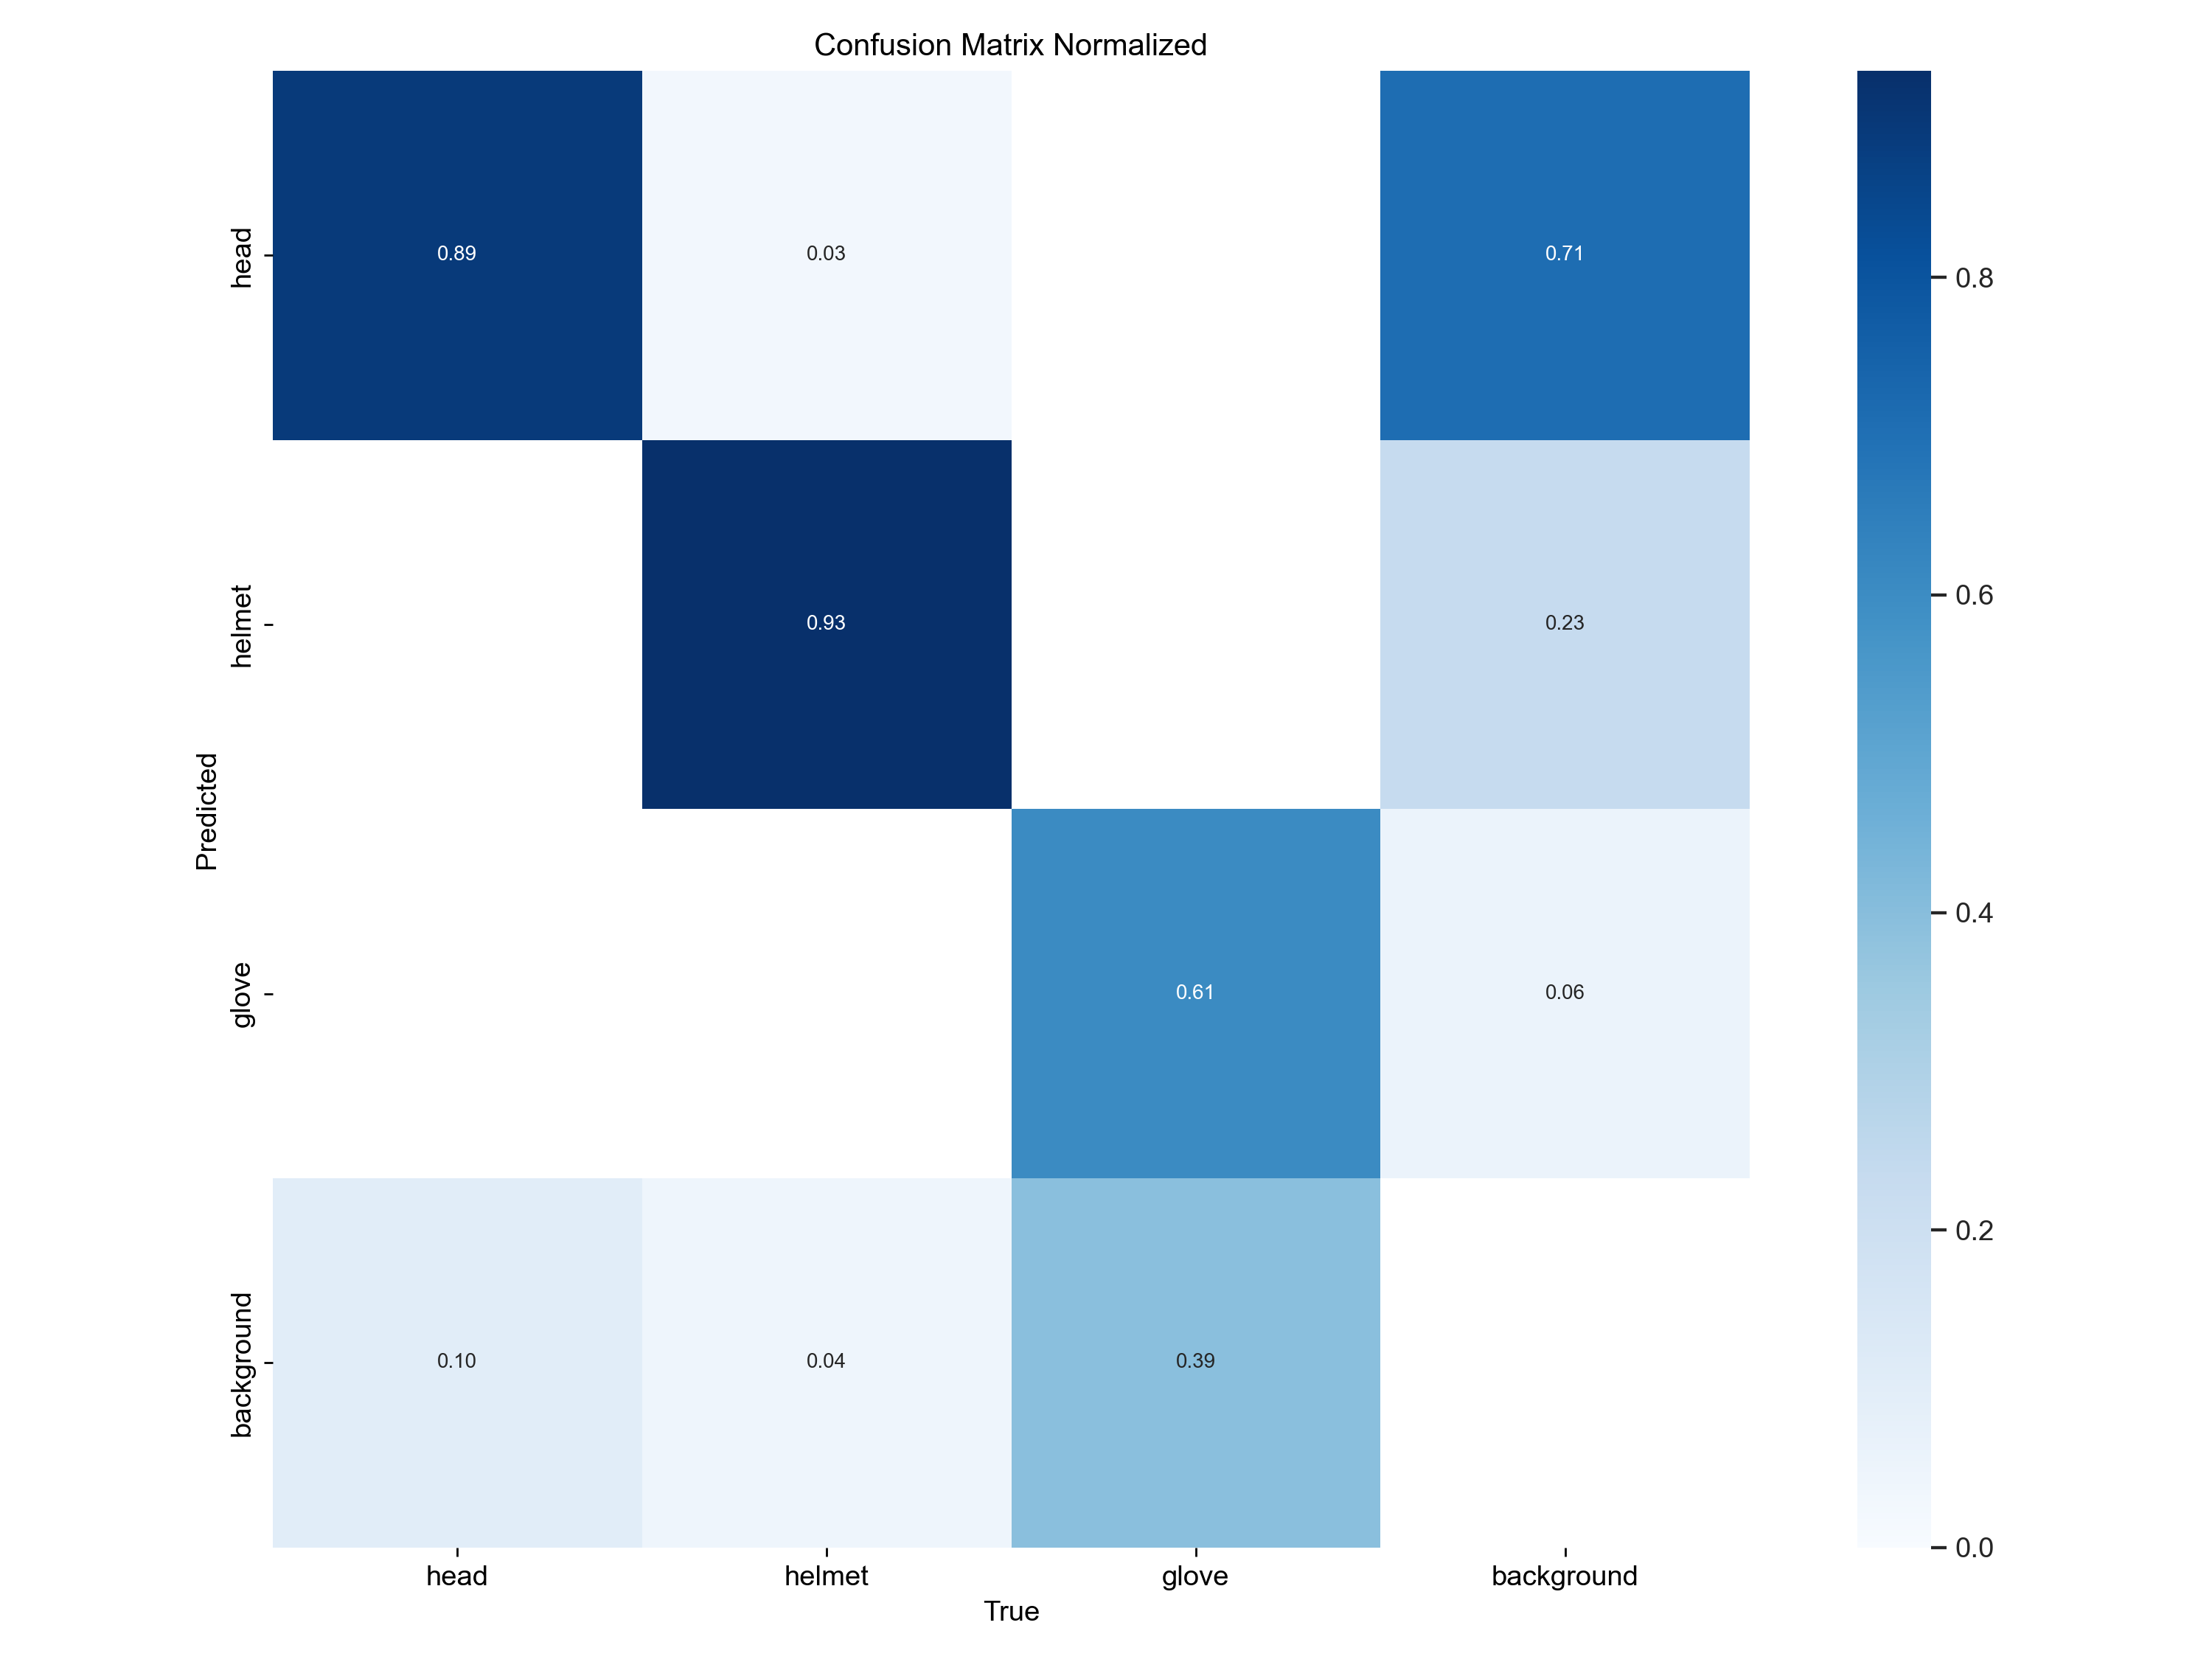 Confusion Matrix Normalized
head
0.89
0.03
0.71
helmet
0.93
0.23
glove
0.61
0.06
background
0.10
0.04
0.39
head
helmet
glove
background
True
Predicted
0.8
0.6
0.4
0.2
0.0